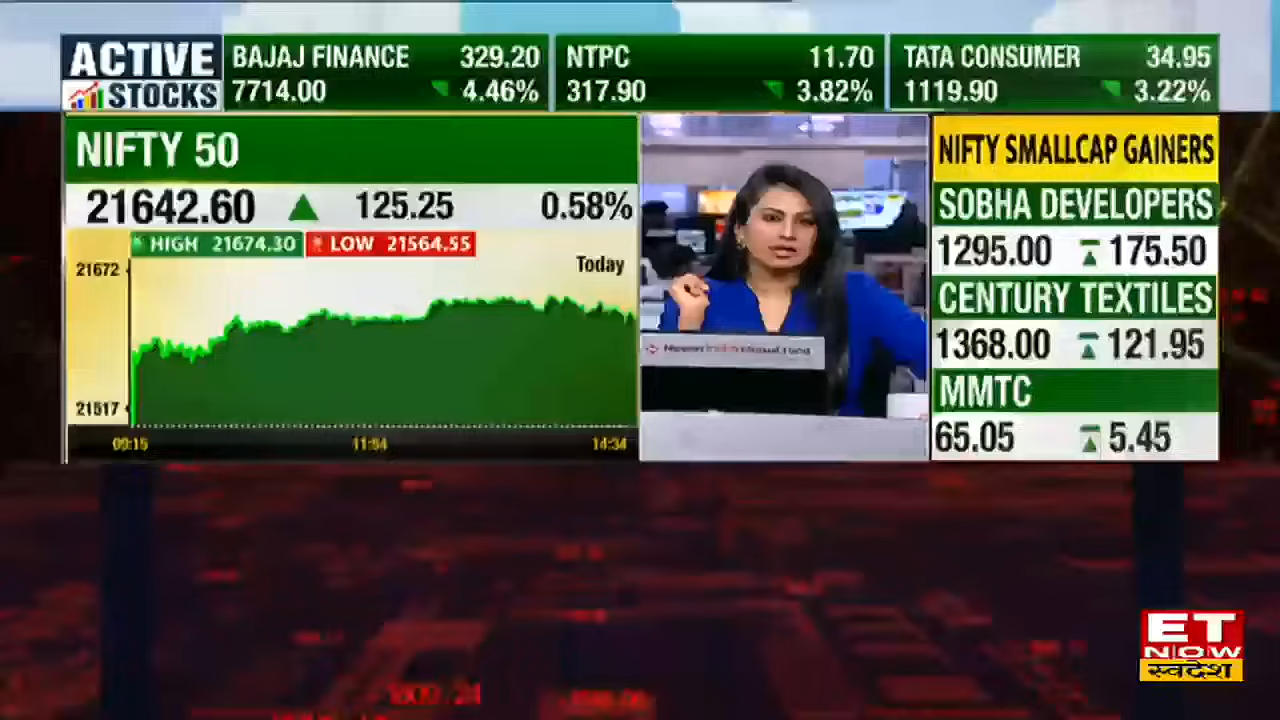 ACTIVE
STOCKS
BAJAJ FINANCE 329.20
7714.00 4.46%
NTPC 11.70
317.90 3.82%
TATA CONSUMER 34.95
1119.90 3.22%
NIFTY 50
21642.60 125.25 0.58%
HIGH 21674.30 LOW 21564.55
Today
21672
21517
09:15 11:54 14:34
NIFTY SMALLCAP GAINERS
SOBHA DEVELOPERS
1295.00 175.50
CENTURY TEXTILES
1368.00 121.95
MMTC
65.05 5.45
ET
NOW
स्वदेश